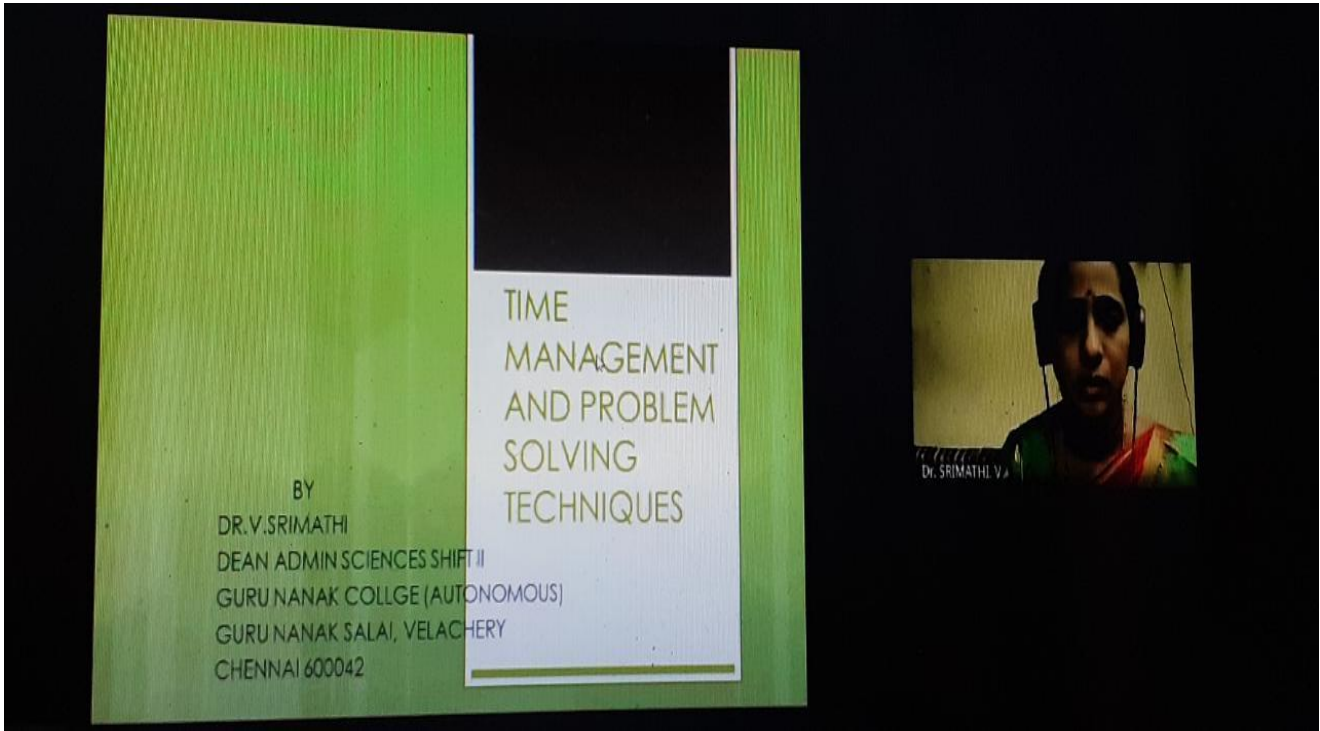 TIME
MANAGEMENT
AND PROBLEM
SOLVING
TECHNIQUES
BY
DR.V.SRIMATHI
DEAN ADMIN SCIENCES SHIFT II
GURU NANAK COLLGE (AUTONOMOUS)
GURU NANAK SALAI, VELACHERY
CHENNAI 600042
Dr. SRIMATHI. V